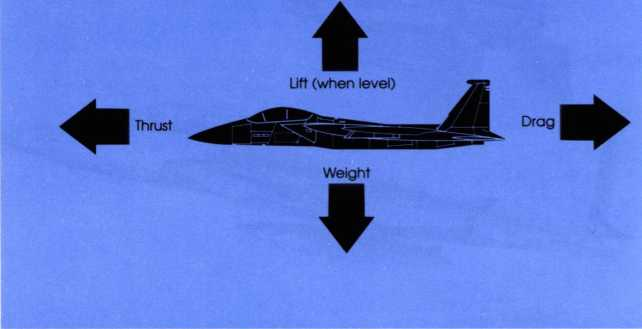 Lift (when level)
Thrust
Drag
Weight